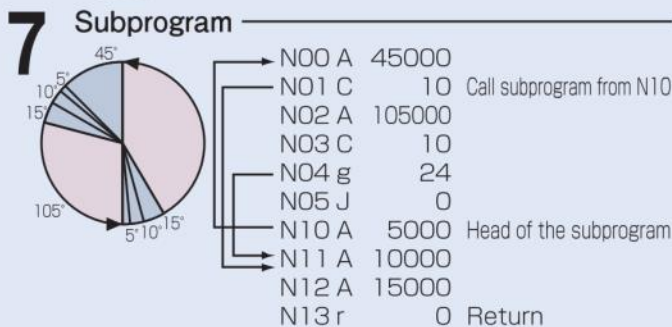 7 Subprogram
45°
5°
10°
15°
105°
5° 10° 15°
N00 A 45000
N01 C 10 Call subprogram from N10
N02 A 105000
N03 C 10
N04 g 24
N05 J 0
N10 A 5000 Head of the subprogram
N11 A 10000
N12 A 15000
N13 r 0 Return